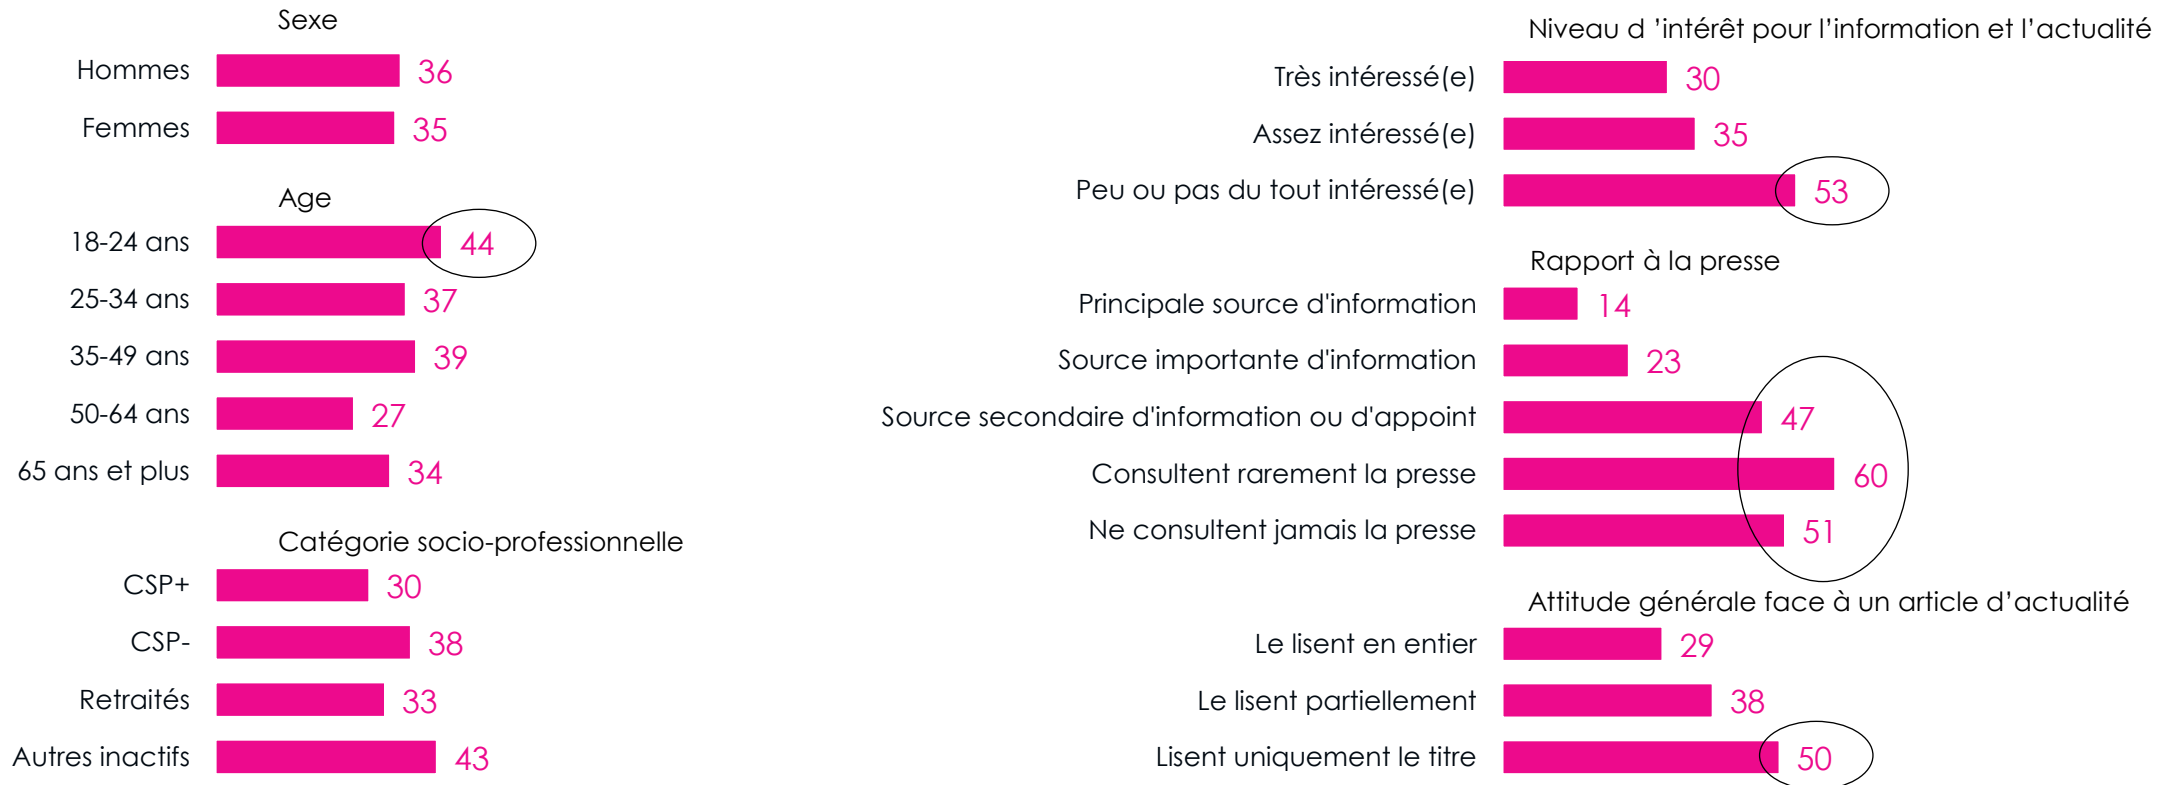 Sexe
Hommes 36
Femmes 35
Age
18-24 ans 44
25-34 ans 37
35-49 ans 39
50-64 ans 27
65 ans et plus 34
Catégorie socio-professionnelle
CSP+ 30
CSP- 38
Retraités 33
Autres inactifs 43
Niveau d ’intérêt pour l’information et l’actualité
Très intéressé(e) 30
Assez intéressé(e) 35
Peu ou pas du tout intéressé(e) 53
Rapport à la presse
Principale source d'information 14
Source importante d'information 23
Source secondaire d'information ou d'appoint 47
Consultent rarement la presse 60
Ne consultent jamais la presse 51
Attitude générale face à un article d’actualité
Le lisent en entier 29
Le lisent partiellement 38
Lisent uniquement le titre 50